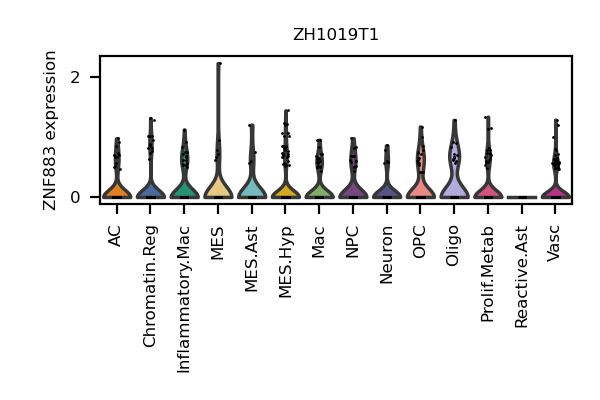 ZH1019T1
ZNF883 expression
2
0
AC
Chromatin.Reg
Inflammatory.Mac
MES
MES.Ast
MES.Hyp
Mac
NPC
Neuron
OPC
Oligo
Prolif.Metab
Reactive.Ast
Vasc